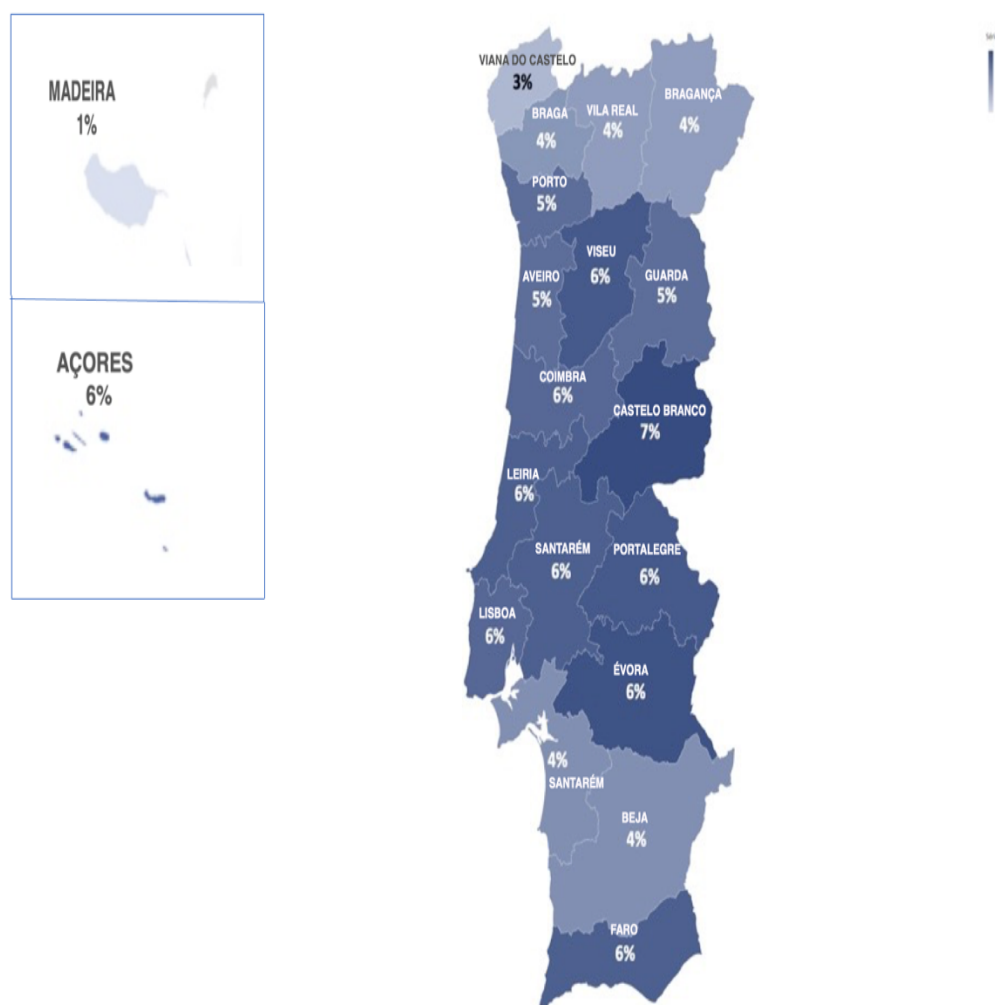 MADEIRA
1%
AÇORES
6%
VIANA DO CASTELO
3%
BRAGA
4%
VILA REAL
4%
BRAGANÇA
4%
PORTO
5%
VISEU
6%
AVEIRO
5%
GUARDA
5%
COIMBRA
6%
CASTELO BRANCO
7%
LEIRIA
6%
SANTARÉM
6%
PORTALEGRE
6%
LISBOA
6%
ÉVORA
6%
4%
SANTARÉM
BEJA
4%
FARO
6%